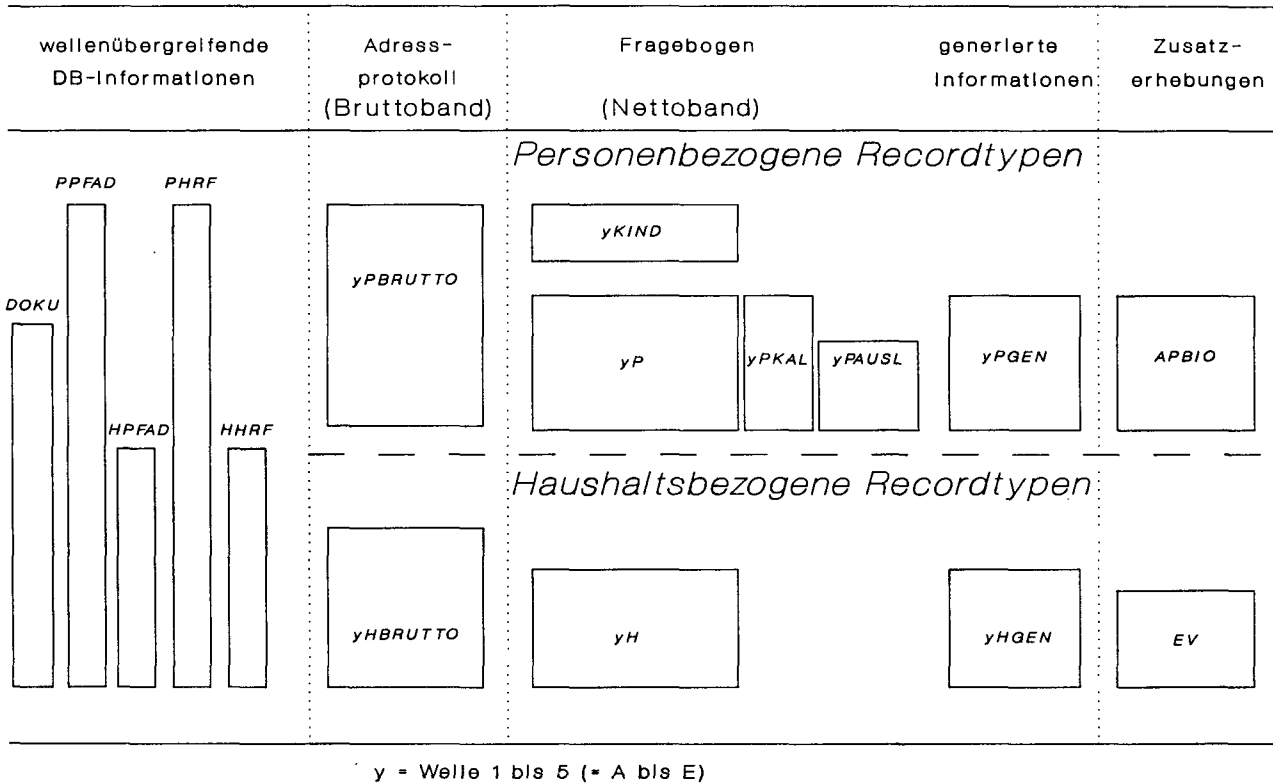 wellenübergreifende
DB-Informationen
Adress-
protokoll
(Bruttoband)
Fragebogen
(Nettoband)
generierte
Informationen
Zusatz-
erhebungen
Personenbezogene Recordtypen
PPFAD
PHRF
DOKU
HPFAD
HHRF
yPBRUTTO
yKIND
yP
yPKAL
yPAUSL
yPGEN
APBIO
Haushaltsbezogene Recordtypen
yHBRUTTO
yH
yHGEN
EV
y = Welle 1 bis 5 (= A bis E)